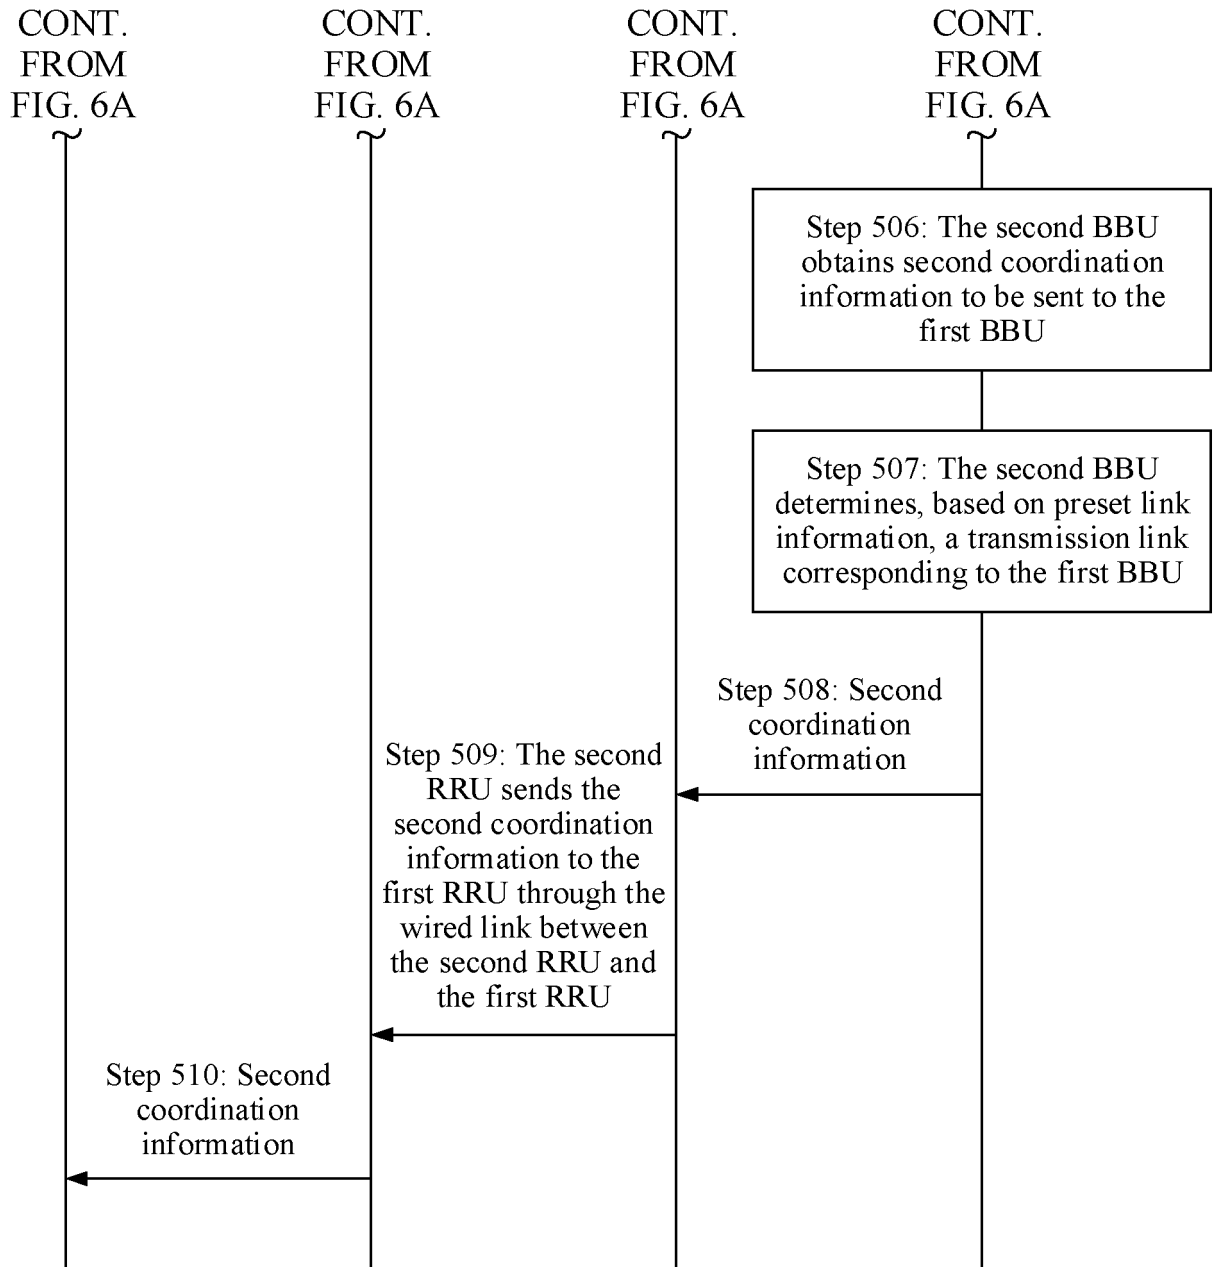 CONT.
FROM
FIG. 6A
CONT.
FROM
FIG. 6A
CONT.
FROM
FIG. 6A
CONT.
FROM
FIG. 6A
Step 506: The second BBU
obtains second coordination
information to be sent to the
first BBU
Step 507: The second BBU
determines, based on preset link
information, a transmission link
corresponding to the first BBU
Step 508: Second
coordination
information
Step 509: The second
RRU sends the
second coordination
information to the
first RRU through the
wired link between
the second RRU and
the first RRU
Step 510: Second
coordination
information